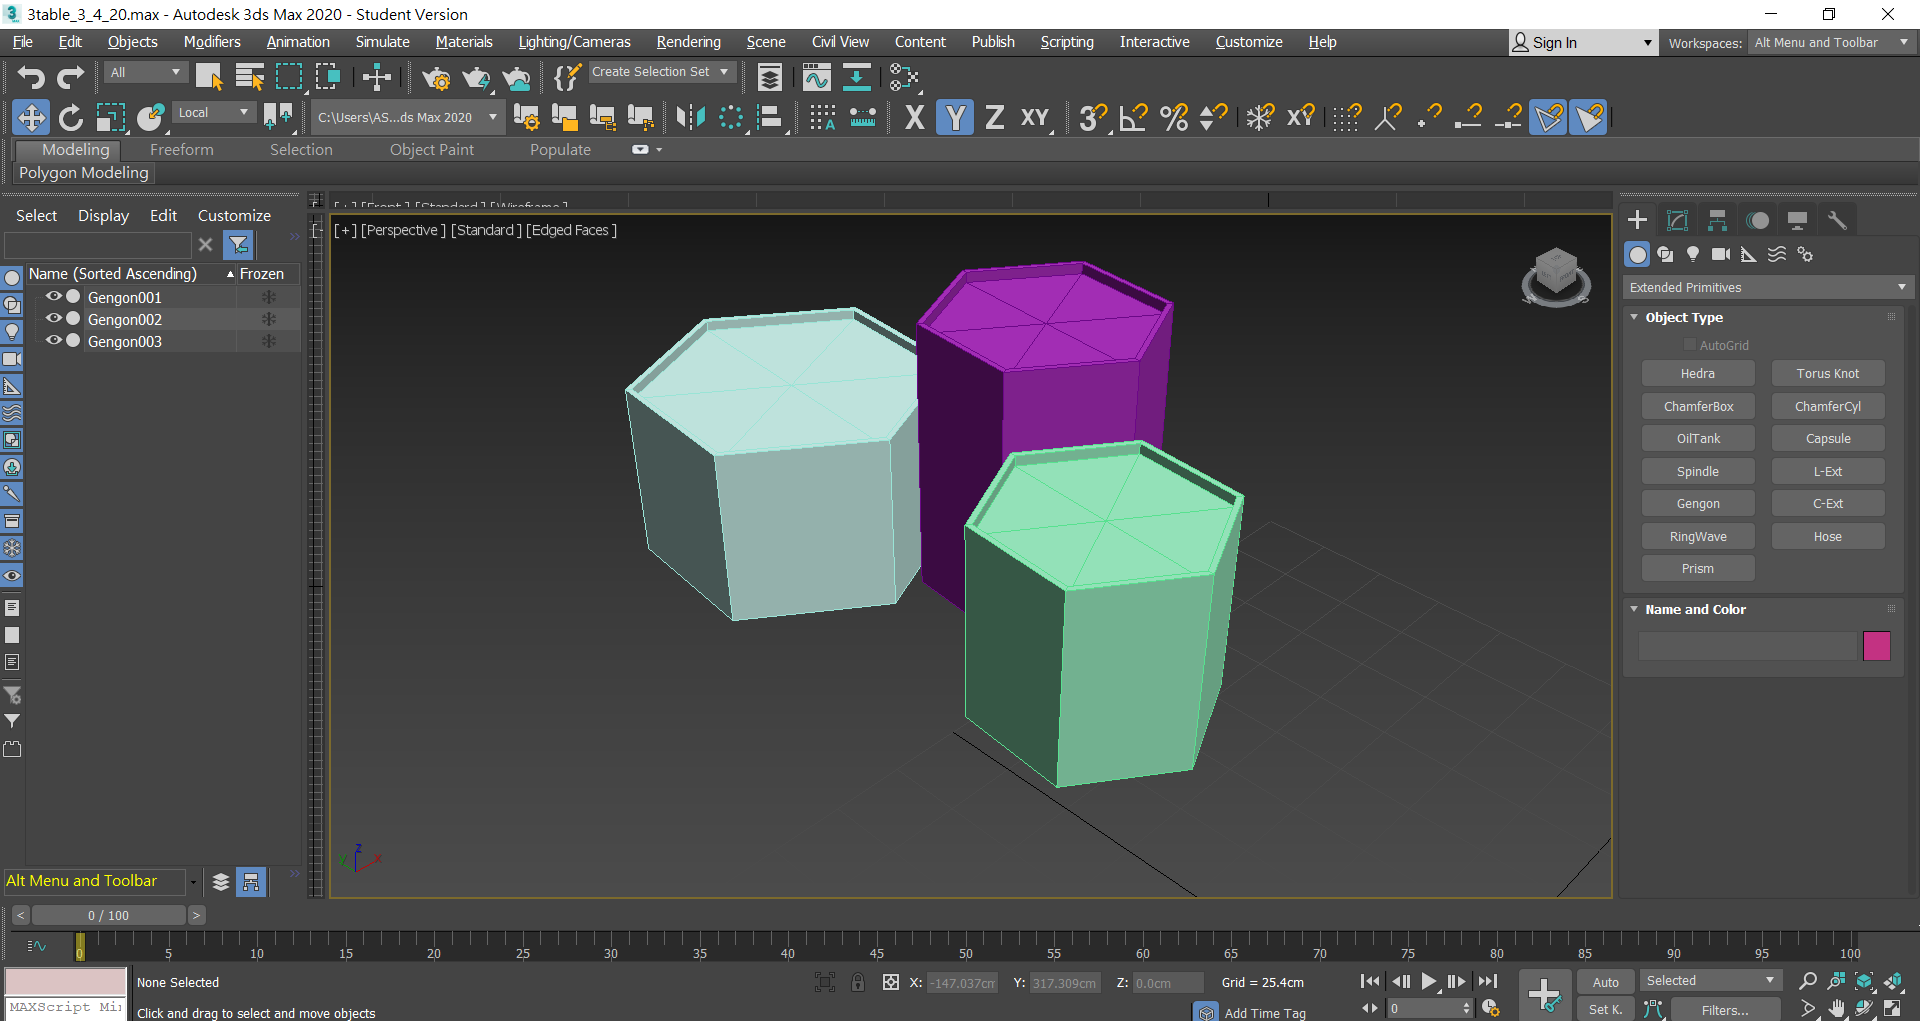 3table_3_4_20.max - Autodesk 3ds Max 2020 - Student Version
File Edit Objects Modifiers Animation Simulate Materials Lighting/Cameras Rendering Scene Civil View Content Publish Scripting Interactive Customize Help
Sign In
Workspaces: Alt Menu and Toolbar
All
Create Selection Set
Local
C:\Users\AS...ds Max 2020
X Y Z XY
3 % XY
Modeling Freeform Selection Object Paint Populate
Polygon Modeling
Select Display Edit Customize
Name (Sorted Ascending) Frozen
Gengon001
Gengon002
Gengon003
[+] [Front ] [Standard ] [Wireframe ]
[+] [Perspective ] [Standard ] [Edged Faces ]
Extended Primitives
Object Type
AutoGrid
Hedra Torus Knot
ChamferBox ChamferCyl
OilTank Capsule
Spindle L-Ext
Gengon C-Ext
RingWave Hose
Prism
Name and Color
z
y x
Alt Menu and Toolbar
< 0 / 100 >
0 5 10 15 20 25 30 35 40 45 50 55 60 65 70 75 80 85 90 95 100
None Selected
X: -147.037cm Y: 317.309cm Z: 0.0cm
Grid = 25.4cm
Auto Selected
MAXScript Mi
Click and drag to select and move objects
Add Time Tag
0
Set K. Filters...